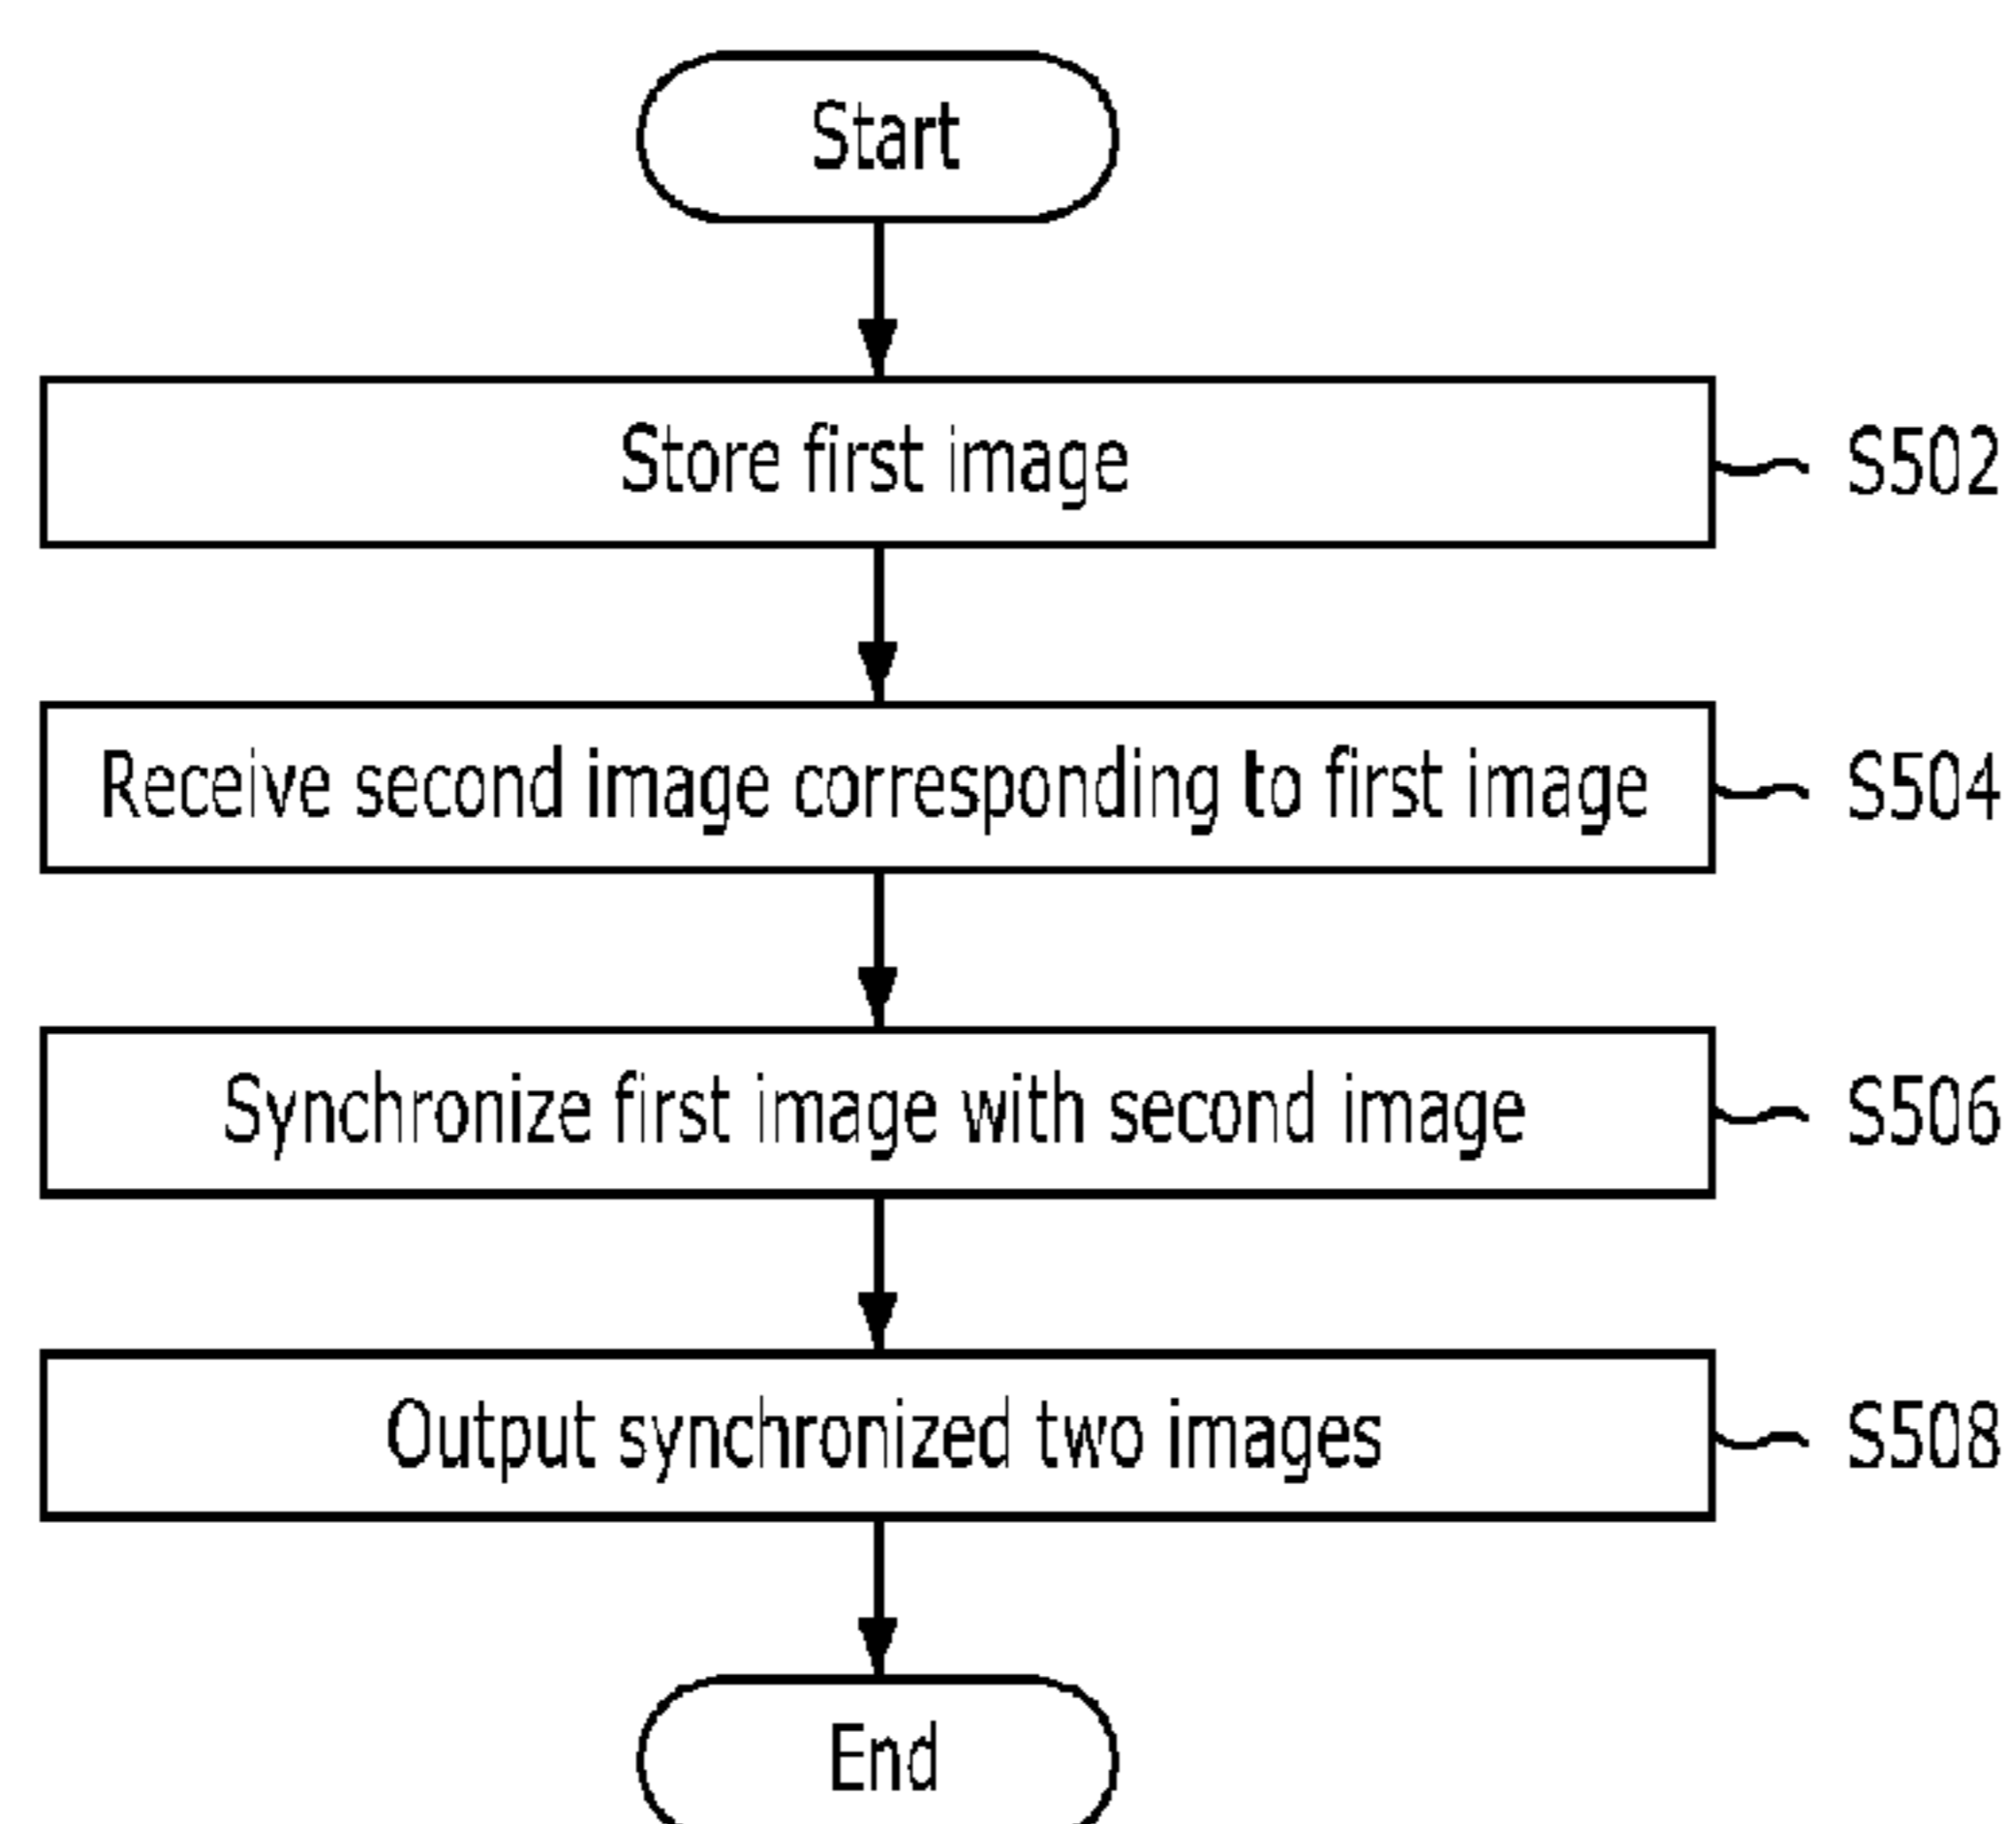 Start
Store first image
S502
Receive second image corresponding to first image
S504
Synchronize first image with second image
S506
Output synchronized two images
S508
End